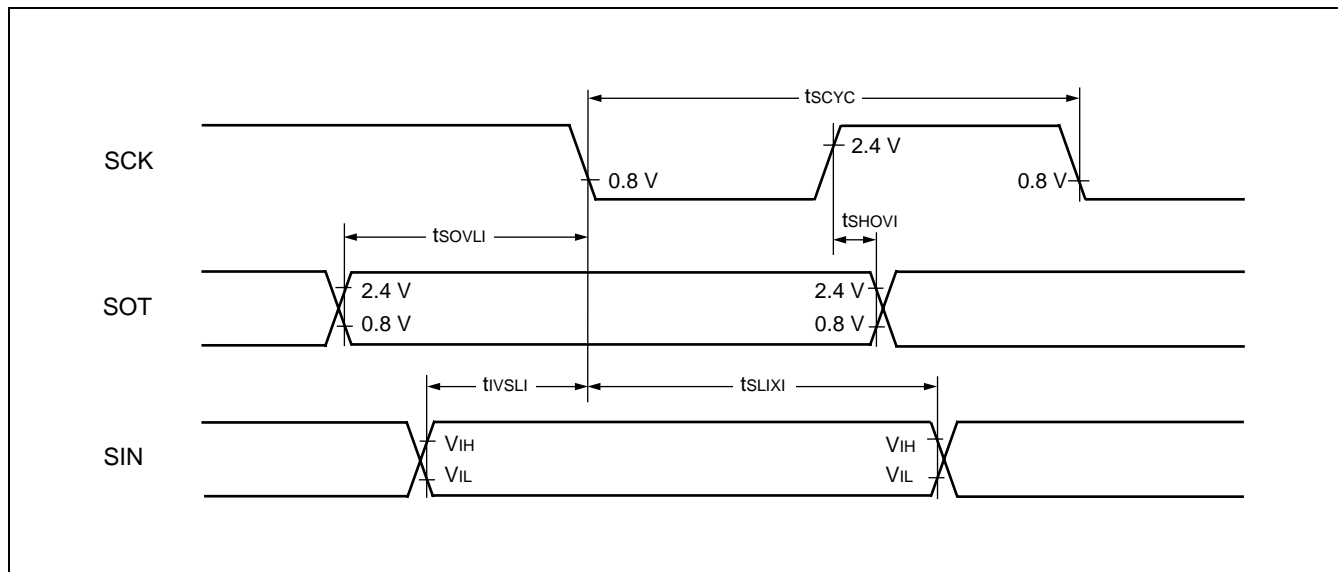 tSCYC
SCK
2.4 V
0.8 V
0.8 V
tSHOVI
tSOVLI
SOT
2.4 V
2.4 V
0.8 V
0.8 V
tIVSLI
tSLIXI
SIN
VIH
VIH
VIL
VIL